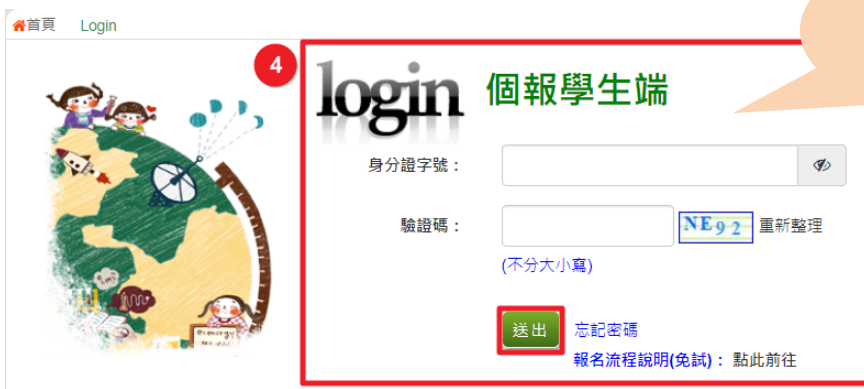 首頁 Login
4
login 個報學生端
身分證字號：
驗證碼： NE92 重新整理
(不分大小寫)
送出 忘記密碼
報名流程說明(免試)： 點此前往
energy